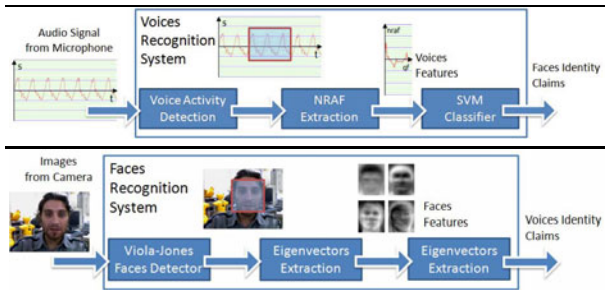 Audio Signal
from Microphone
s
t
Voices
Recognition
System
s
t
nraf
qf
Voices
Features
Faces Identity
Claims
Voice Activity
Detection
NRAF
Extraction
SVM
Classifier
Images
from Camera
Faces
Recognition
System
Faces
Features
Voices Identity
Claims
Viola-Jones
Faces Detector
Eigenvectors
Extraction
Eigenvectors
Extraction